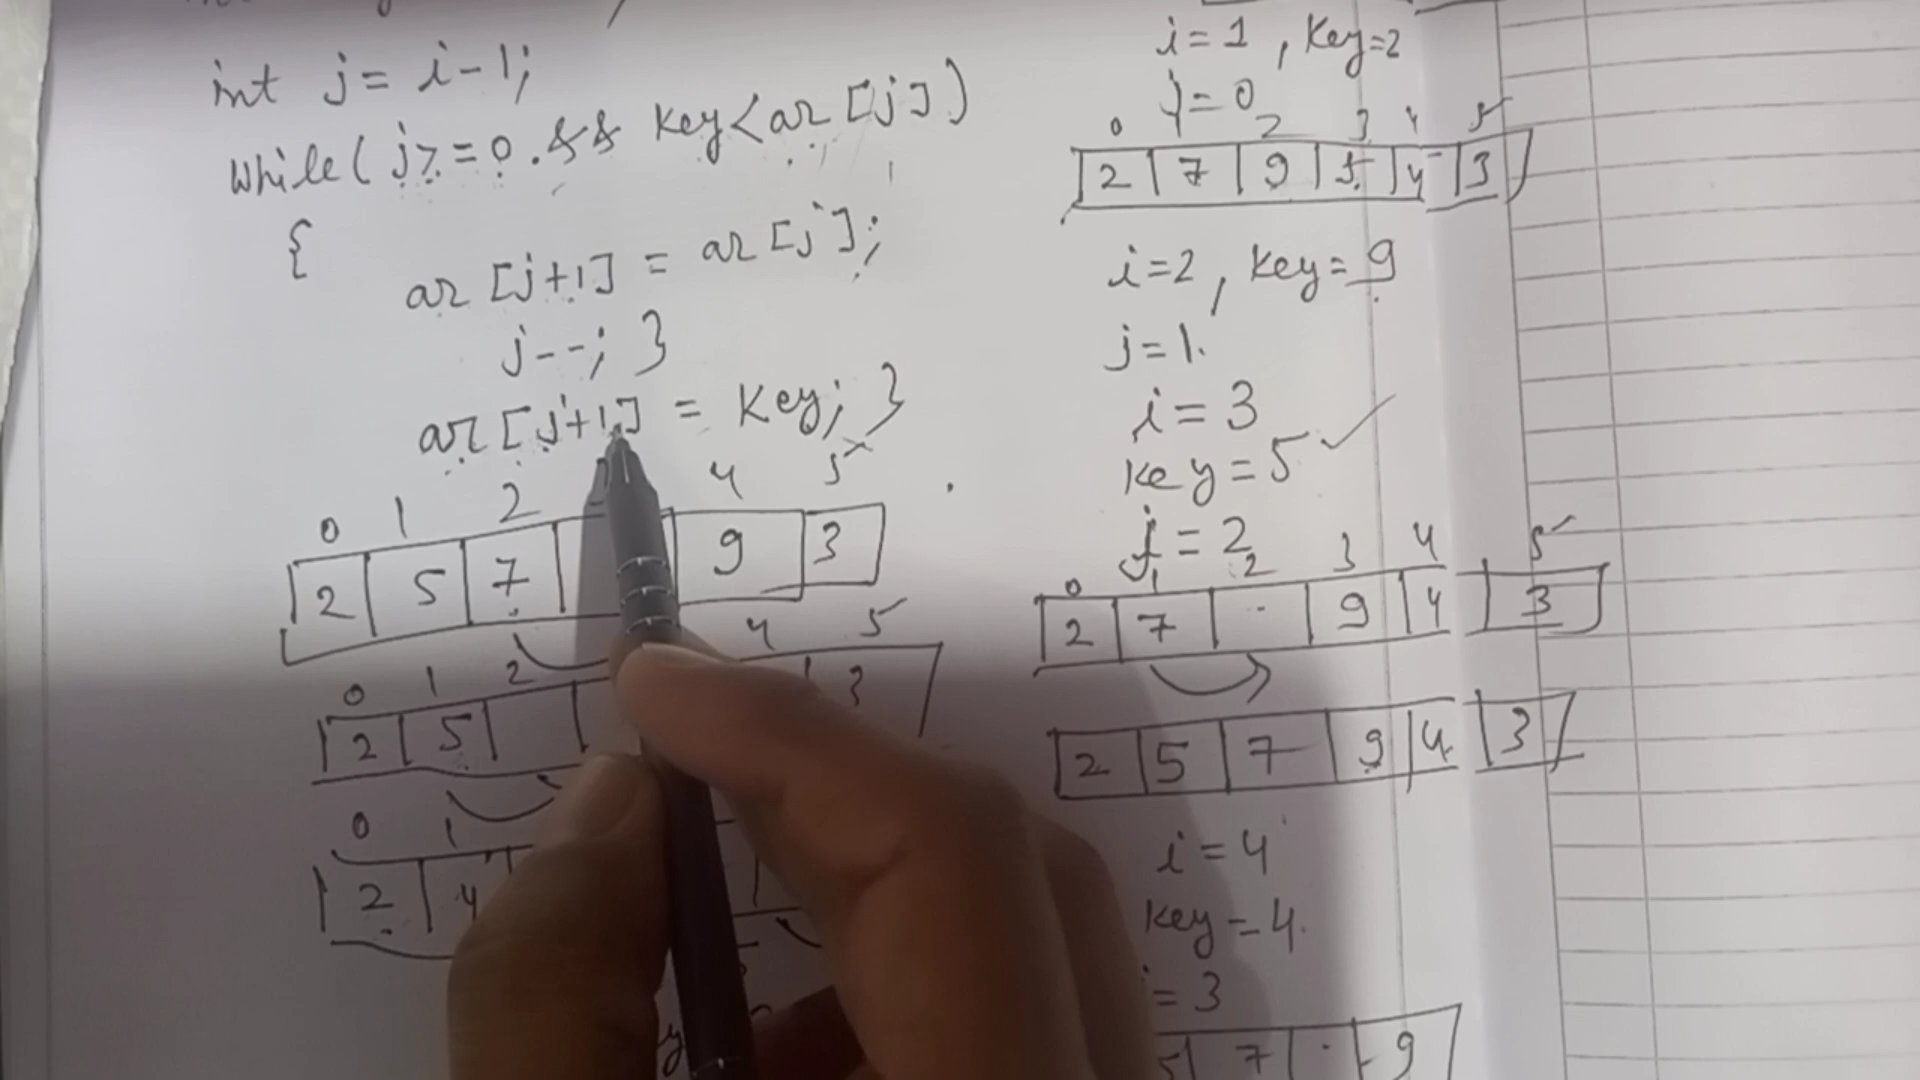 int j = i-1;
While( j>=0 && key<ar[j])
{
ar[j+1] = ar[j];
j--; }
ar[j+1] = key; }
0 1 2 4 5
2 5 7 9 3
0 1 2 4 5
2 5 3
0 1
2 4
i=1, key=2
j=0
0 2 3 4 5
2 7 9 5 4 3
i=2, key=9
j=1.
i=3
key=5
j=2
0 1 2 3 4 5
2 7 9 4 3
2 5 7 9 4 3
i=4
key=4.
=3
5 7 9